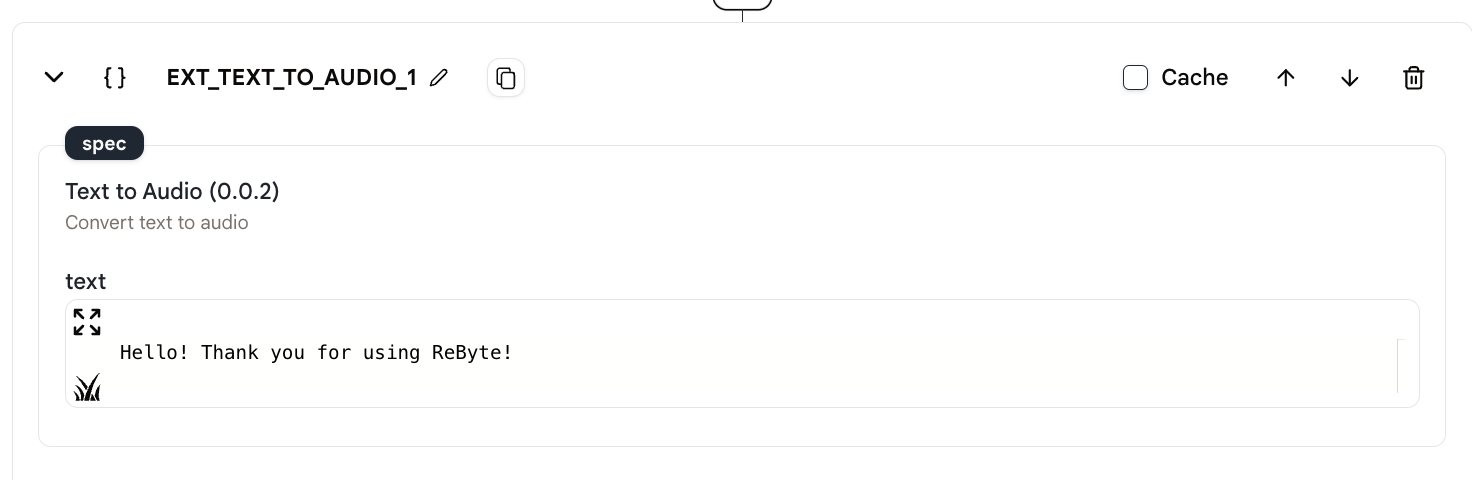 { } EXT_TEXT_TO_AUDIO_1 Cache
spec
Text to Audio (0.0.2)
Convert text to audio
text
Hello! Thank you for using ReByte!